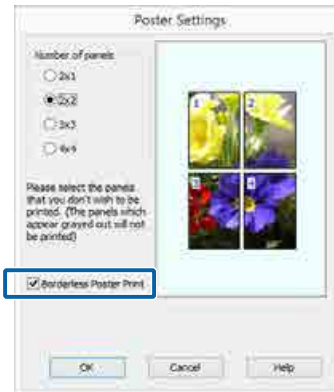 Poster Settings
Number of panels
2x1
2x2
3x3
4x4
Please select the panels
that you don't wish to be
printed. (The panels which
appear grayed out will not
be printed)
1
2
3
4
Borderless Poster Print
OK
Cancel
Help